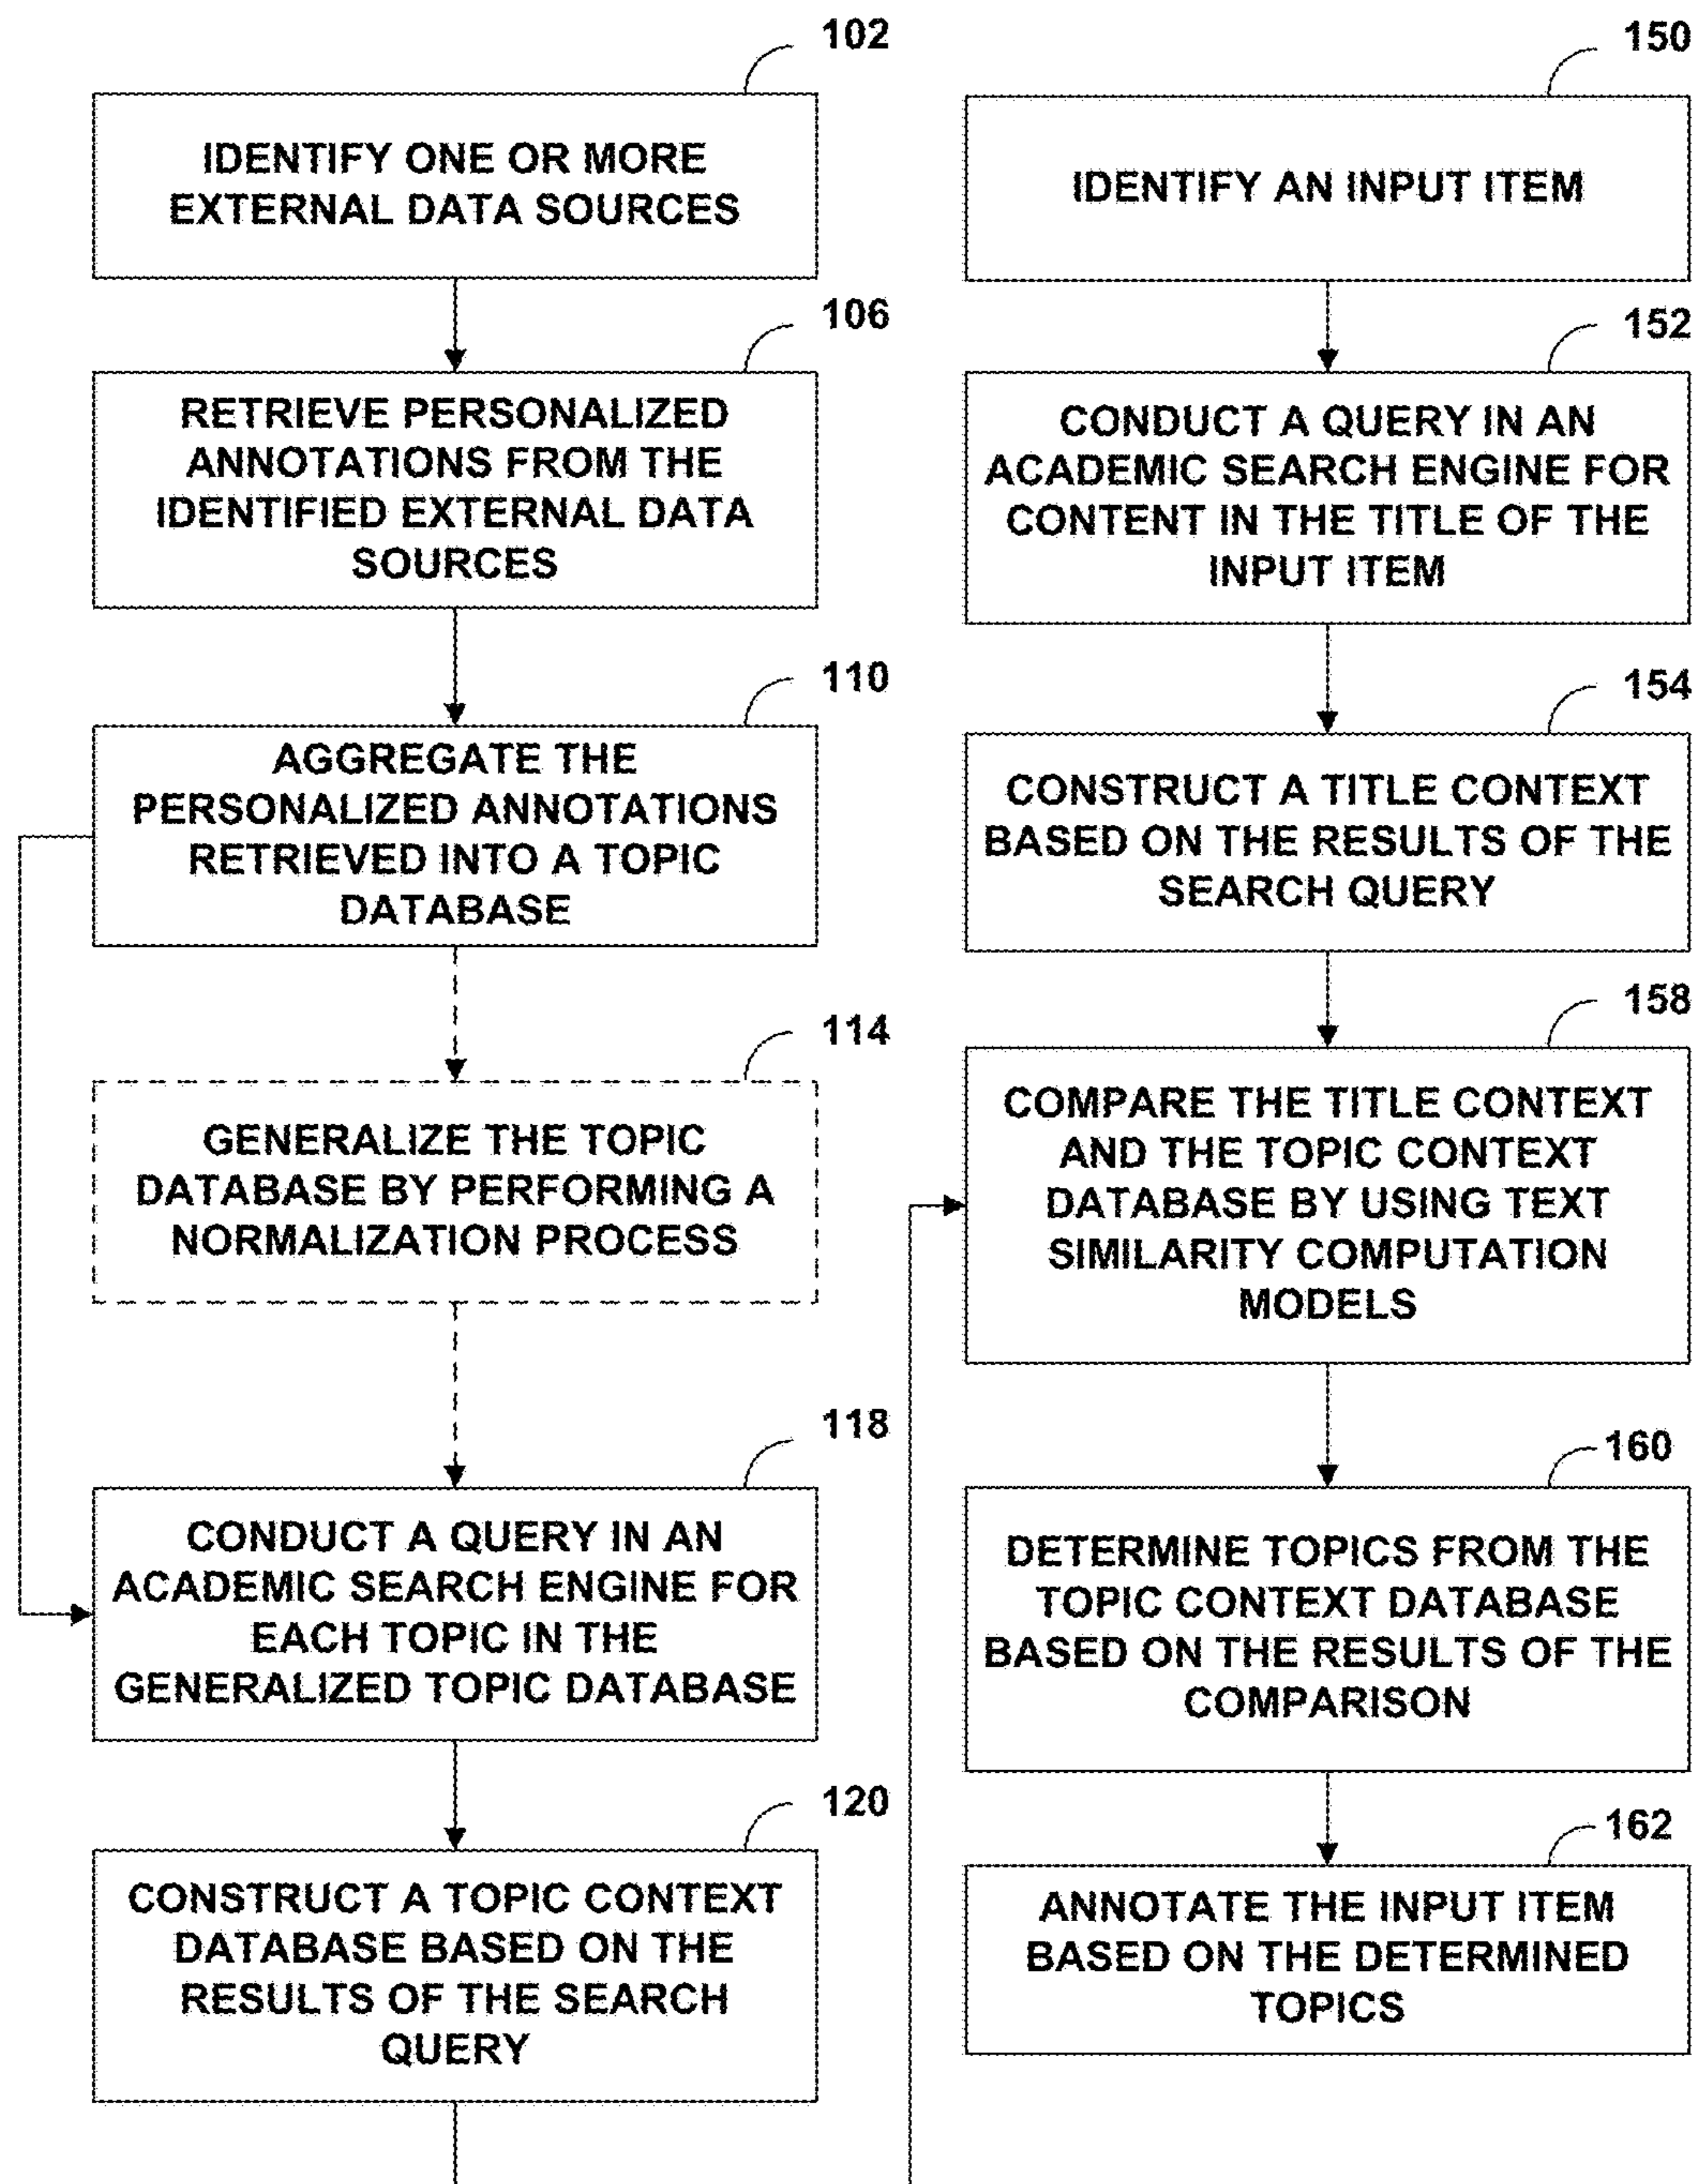 102
IDENTIFY ONE OR MORE
EXTERNAL DATA SOURCES
106
RETRIEVE PERSONALIZED
ANNOTATIONS FROM THE
IDENTIFIED EXTERNAL DATA
SOURCES
110
AGGREGATE THE
PERSONALIZED ANNOTATIONS
RETRIEVED INTO A TOPIC
DATABASE
114
GENERALIZE THE TOPIC
DATABASE BY PERFORMING A
NORMALIZATION PROCESS
118
CONDUCT A QUERY IN AN
ACADEMIC SEARCH ENGINE FOR
EACH TOPIC IN THE
GENERALIZED TOPIC DATABASE
120
CONSTRUCT A TOPIC CONTEXT
DATABASE BASED ON THE
RESULTS OF THE SEARCH
QUERY
150
IDENTIFY AN INPUT ITEM
152
CONDUCT A QUERY IN AN
ACADEMIC SEARCH ENGINE FOR
CONTENT IN THE TITLE OF THE
INPUT ITEM
154
CONSTRUCT A TITLE CONTEXT
BASED ON THE RESULTS OF THE
SEARCH QUERY
158
COMPARE THE TITLE CONTEXT
AND THE TOPIC CONTEXT
DATABASE BY USING TEXT
SIMILARITY COMPUTATION
MODELS
160
DETERMINE TOPICS FROM THE
TOPIC CONTEXT DATABASE
BASED ON THE RESULTS OF THE
COMPARISON
162
ANNOTATE THE INPUT ITEM
BASED ON THE DETERMINED
TOPICS